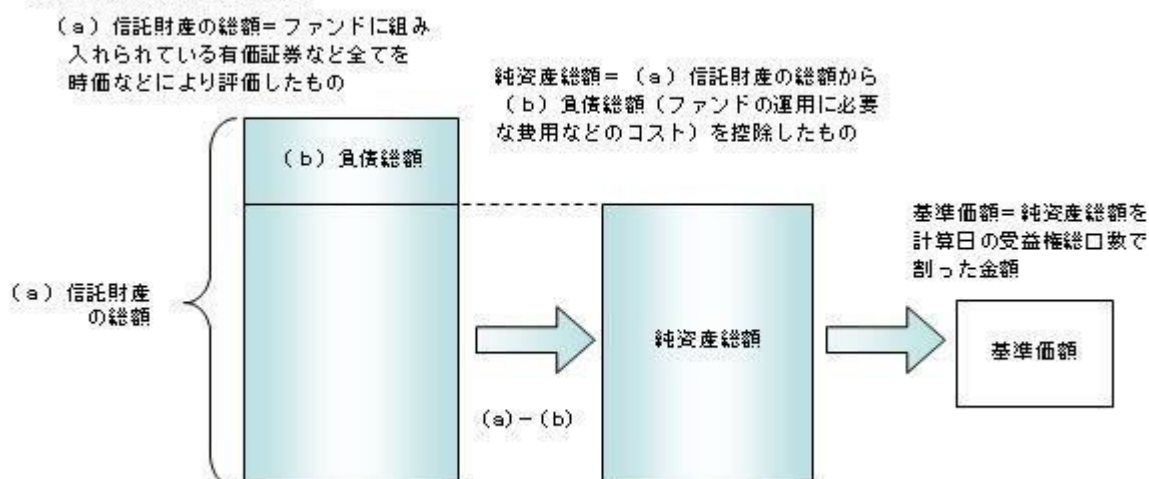 (a)信託財産の総額=ファンドに組み
入れられている有価証券など全てを
時価などにより評価したもの
純資産総額=(a)信託財産の総額から
(b)負債総額(ファンドの運用に必要
な費用などのコスト)を控除したもの
(b)負債総額
基準価額=純資産総額を
計算日の受益権総口数で
割った金額
(a)信託財産
の総額
純資産総額
基準価額
(a)-(b)